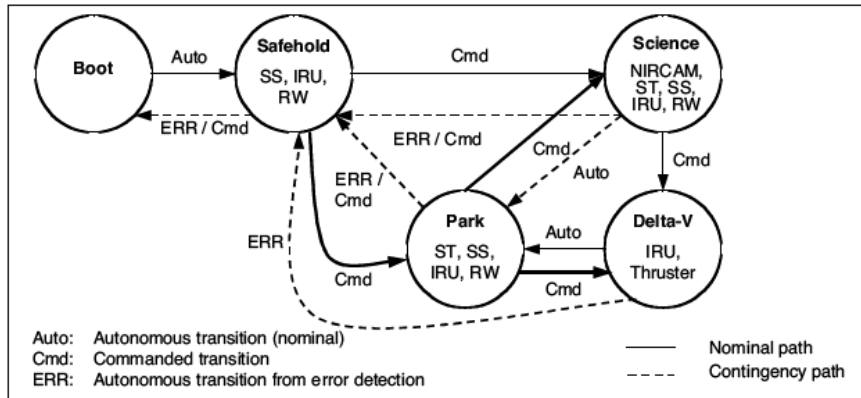 Boot
Auto
ERR / Cmd
Safehold
SS, IRU,
RW
Cmd
Science
NIRCAM,
ST, SS,
IRU, RW
ERR / Cmd
Cmd
Auto
ERR /
Cmd
Cmd
ERR
Cmd
Park
ST, SS,
IRU, RW
Auto
Cmd
Delta-V
IRU,
Thruster
Auto: Autonomous transition (nominal)
Cmd: Commanded transition
ERR: Autonomous transition from error detection
Nominal path
Contingency path